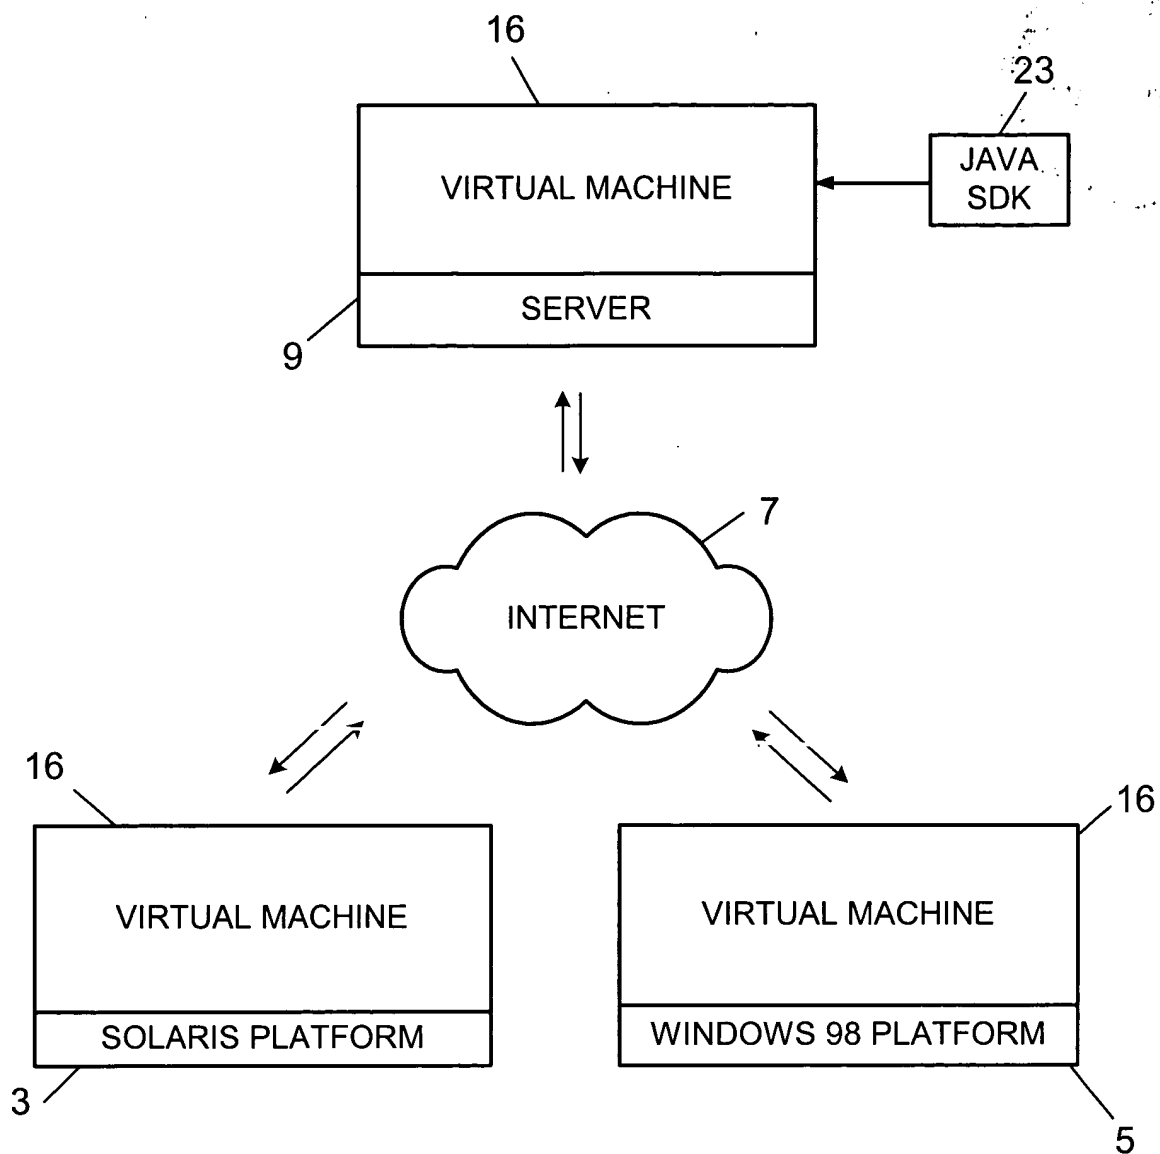 16
23
JAVA
SDK
VIRTUAL MACHINE
SERVER
9
7
INTERNET
16
16
VIRTUAL MACHINE
VIRTUAL MACHINE
SOLARIS PLATFORM
WINDOWS 98 PLATFORM
3
5